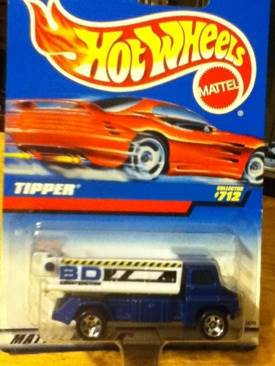 Hot Wheels
MATTEL
®
TIPPER
COLLECTOR
#712
BD